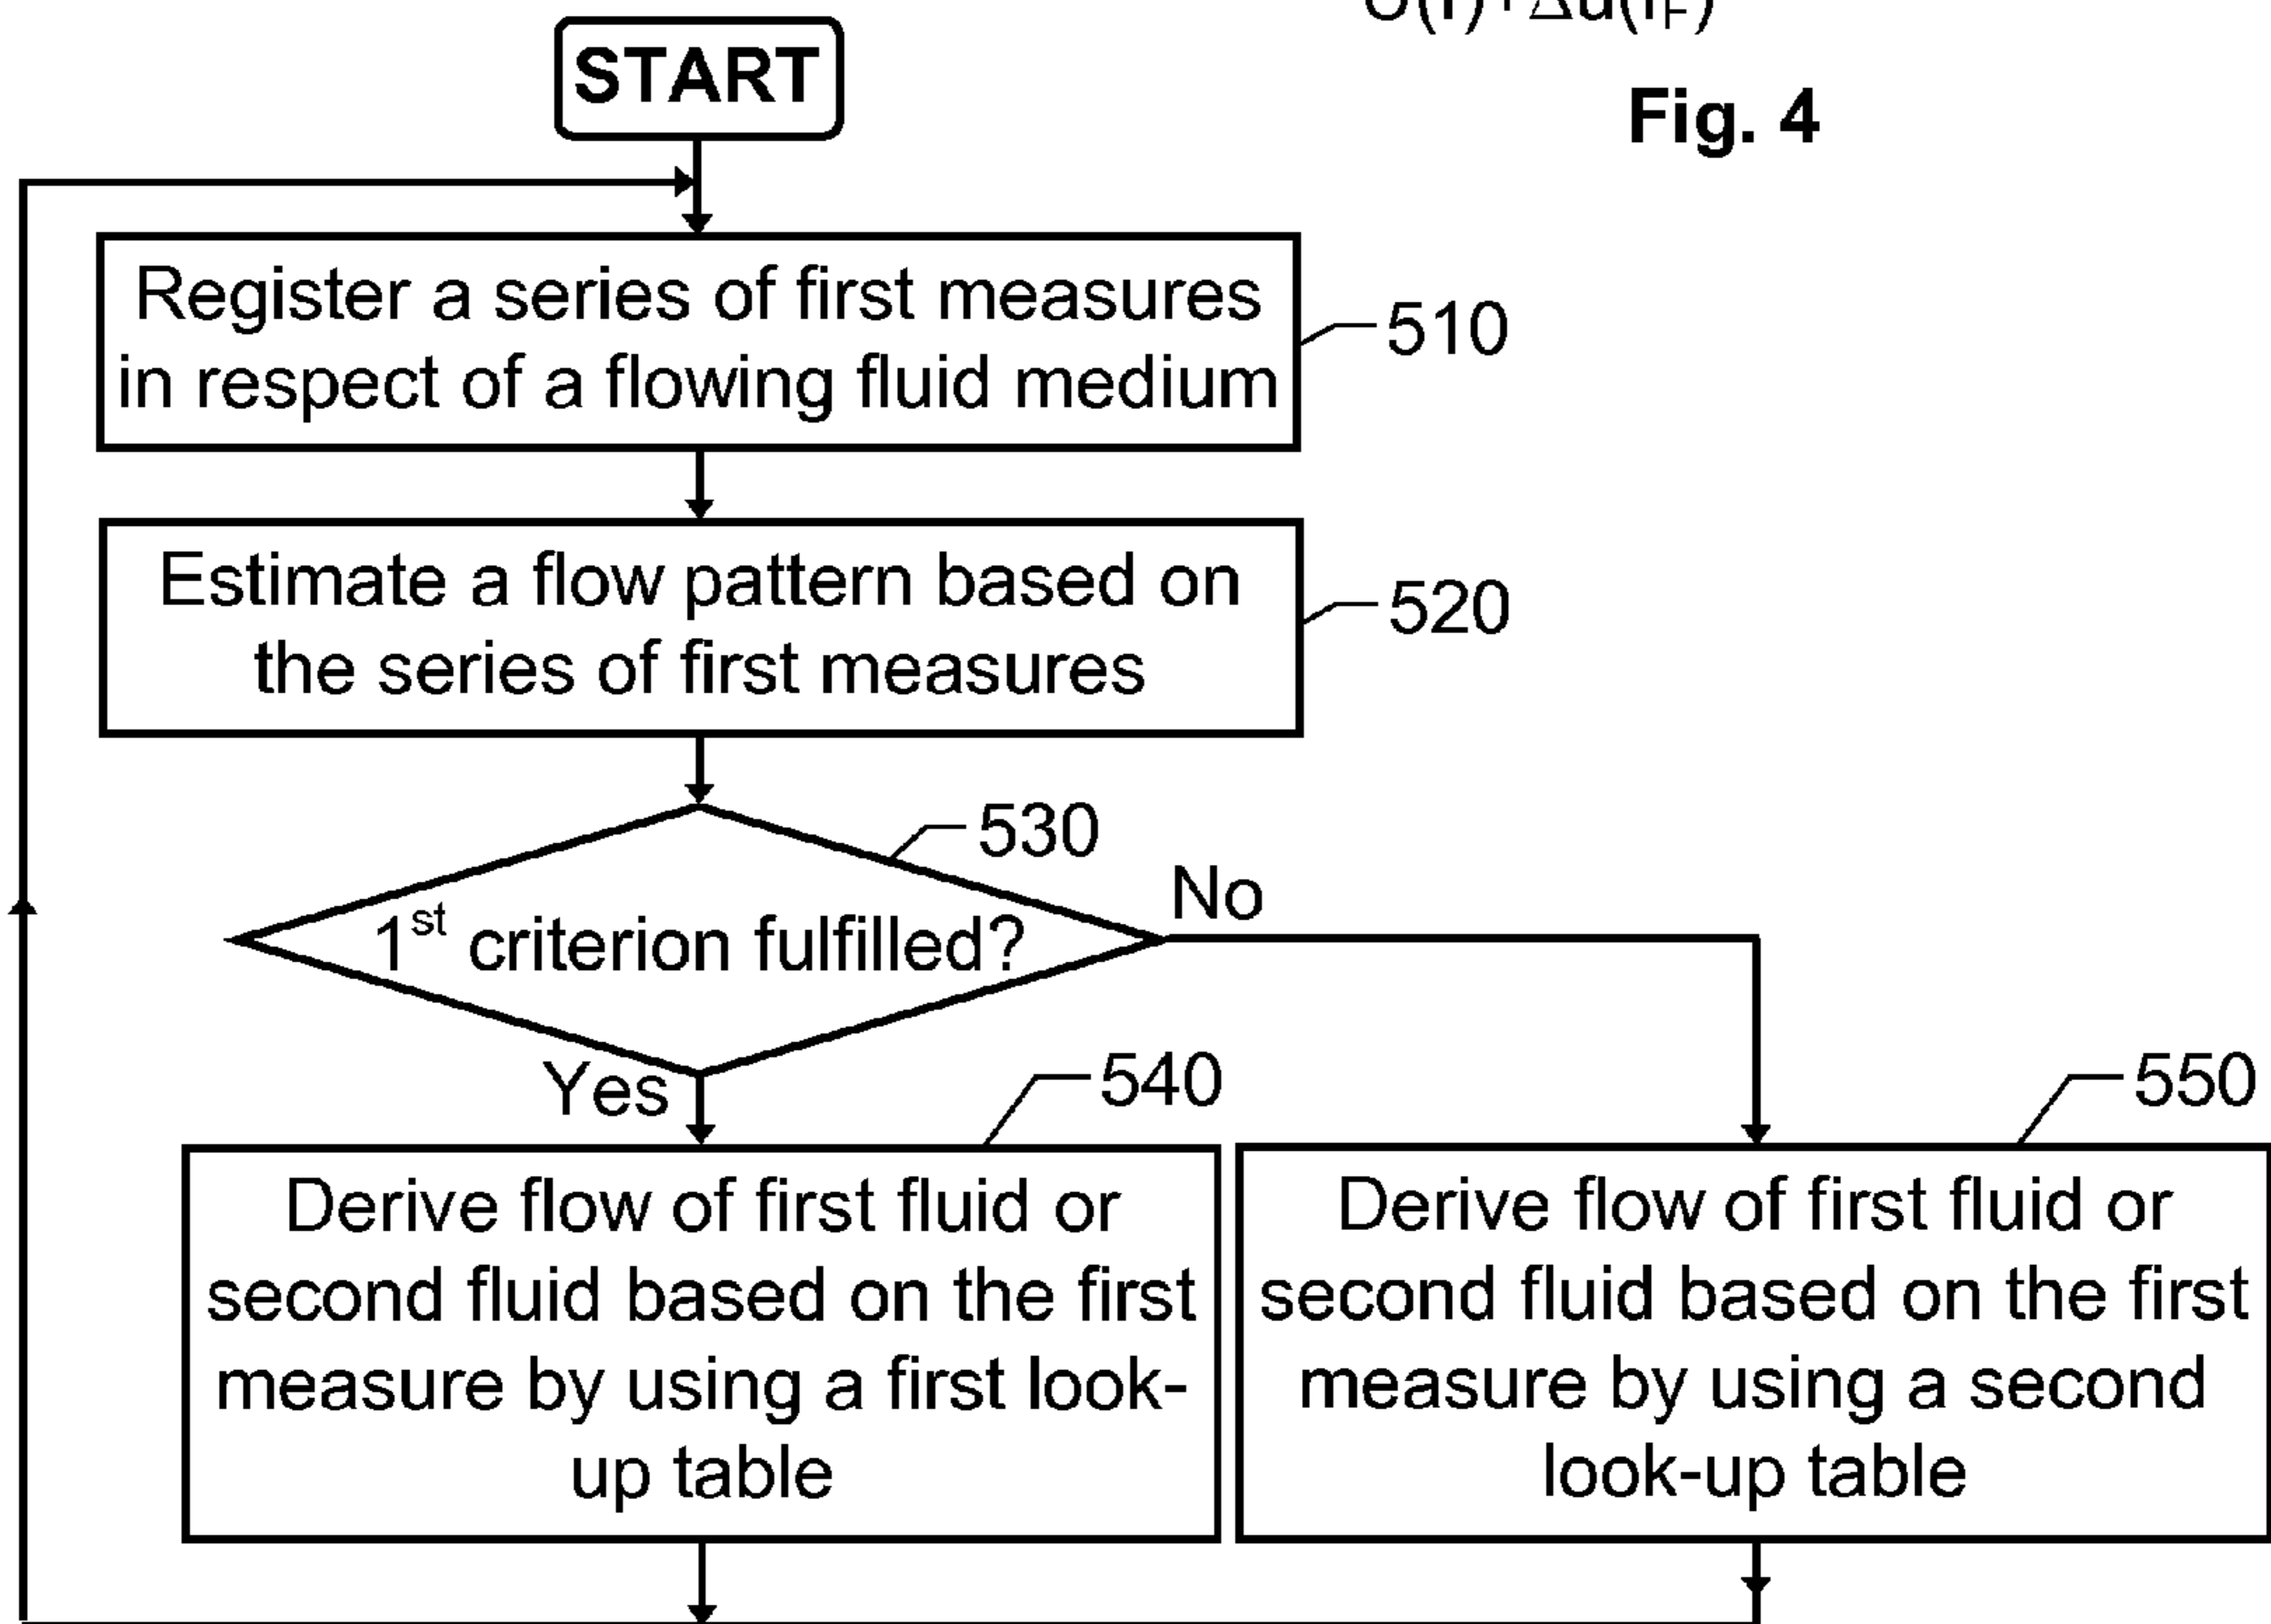 START
Fig. 4
Register a series of first measures
in respect of a flowing fluid medium
510
Estimate a flow pattern based on
the series of first measures
520
530
1st criterion fulfilled?
No
Yes
540
550
Derive flow of first fluid or
second fluid based on the first
measure by using a first look-
up table
Derive flow of first fluid or
second fluid based on the first
measure by using a second
look-up table